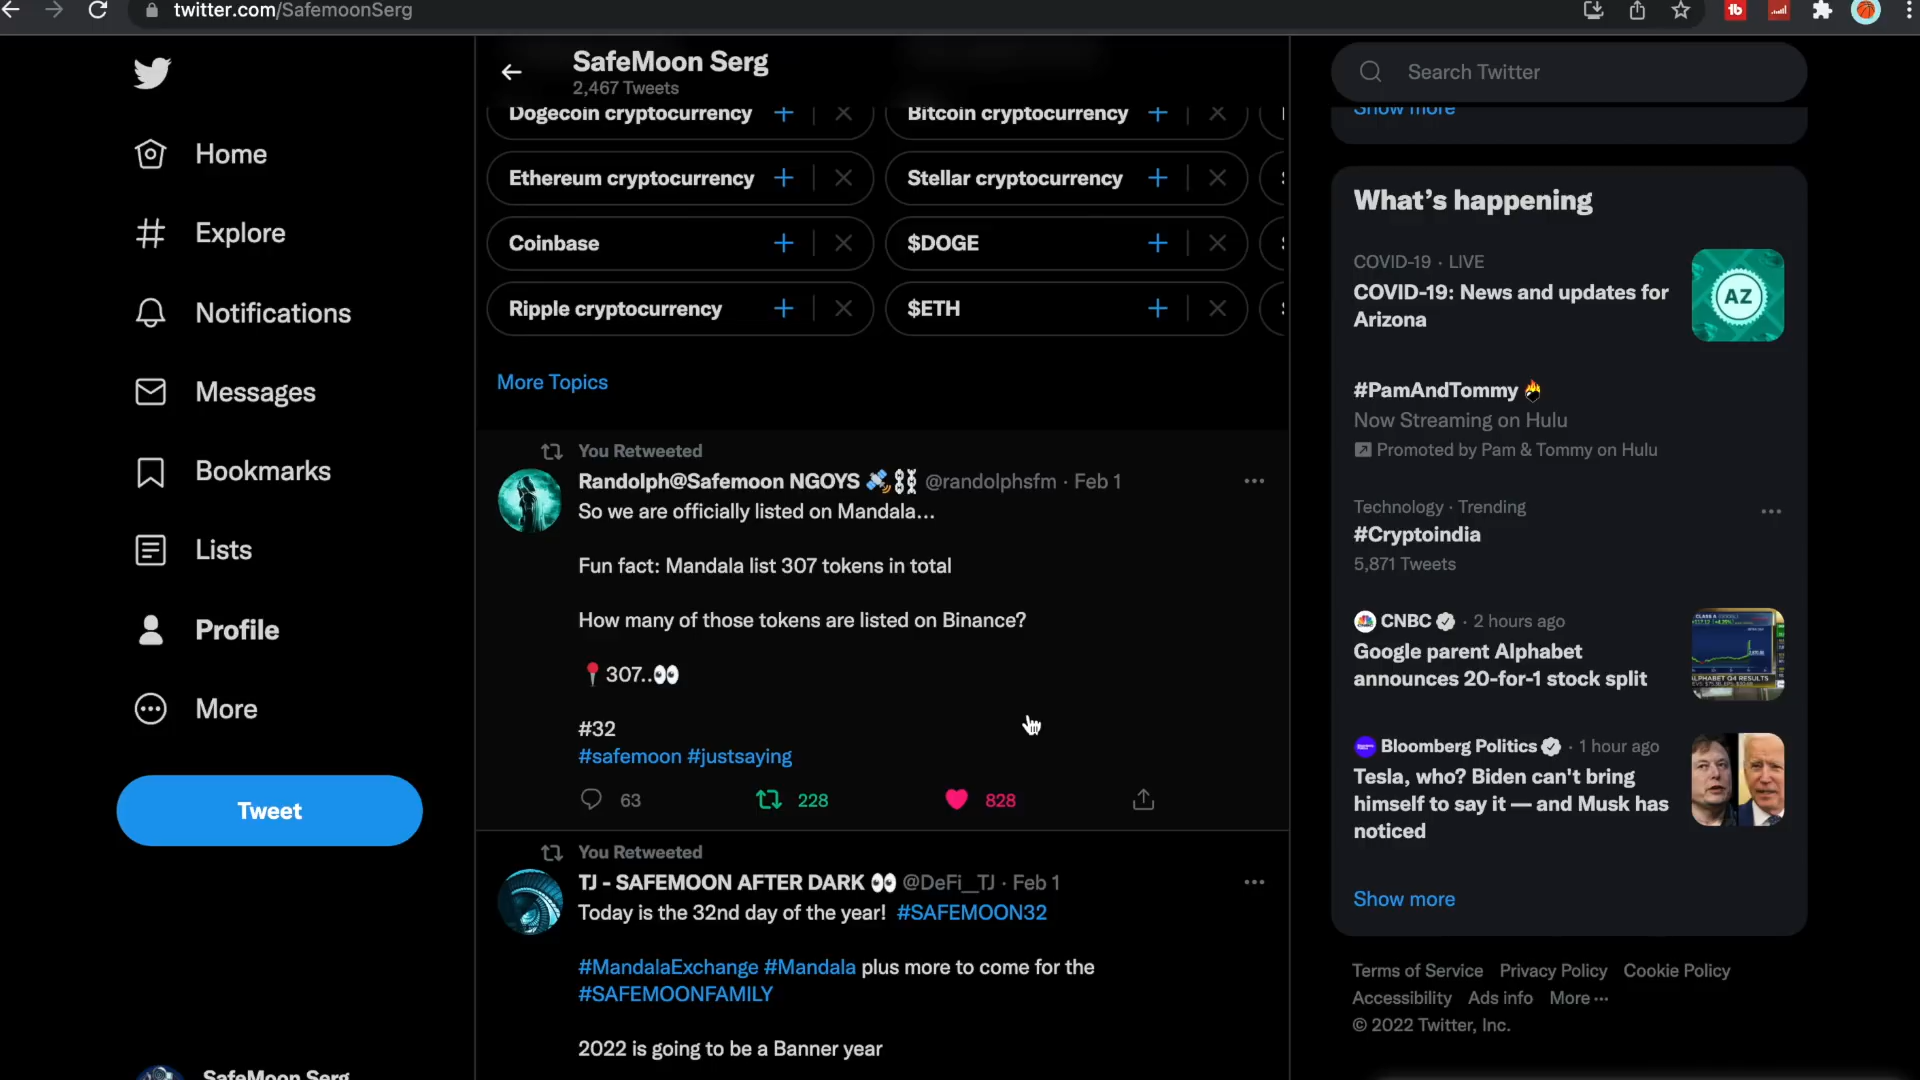 twitter.com/SafemoonSerg
Home
Explore
Notifications
Messages
Bookmarks
Lists
Profile
More
Tweet
SafeMoon Serg
SafeMoon Serg
2,467 Tweets
Dogecoin cryptocurrency
Bitcoin cryptocurrency
Ethereum cryptocurrency
Stellar cryptocurrency
Coinbase
$DOGE
Ripple cryptocurrency
$ETH
More Topics
You Retweeted
Randolph@Safemoon NGOYS 🛰️⛓️ @randolphsfm · Feb 1
So we are officially listed on Mandala...
Fun fact: Mandala list 307 tokens in total
How many of those tokens are listed on Binance?
📍307..👀
#32
#safemoon #justsaying
63
228
828
You Retweeted
TJ - SAFEMOON AFTER DARK 👀 @DeFi__TJ · Feb 1
Today is the 32nd day of the year! #SAFEMOON32
#MandalaExchange #Mandala plus more to come for the
#SAFEMOONFAMILY
2022 is going to be a Banner year
Search Twitter
Show more
What's happening
COVID-19 · LIVE
COVID-19: News and updates for
Arizona
AZ
#PamAndTommy
Now Streaming on Hulu
Promoted by Pam & Tommy on Hulu
Technology · Trending
#Cryptoindia
5,871 Tweets
CNBC · 2 hours ago
Google parent Alphabet
announces 20-for-1 stock split
Bloomberg Politics · 1 hour ago
Tesla, who? Biden can't bring
himself to say it — and Musk has
noticed
Show more
Terms of Service Privacy Policy Cookie Policy
Accessibility Ads info More ···
© 2022 Twitter, Inc.